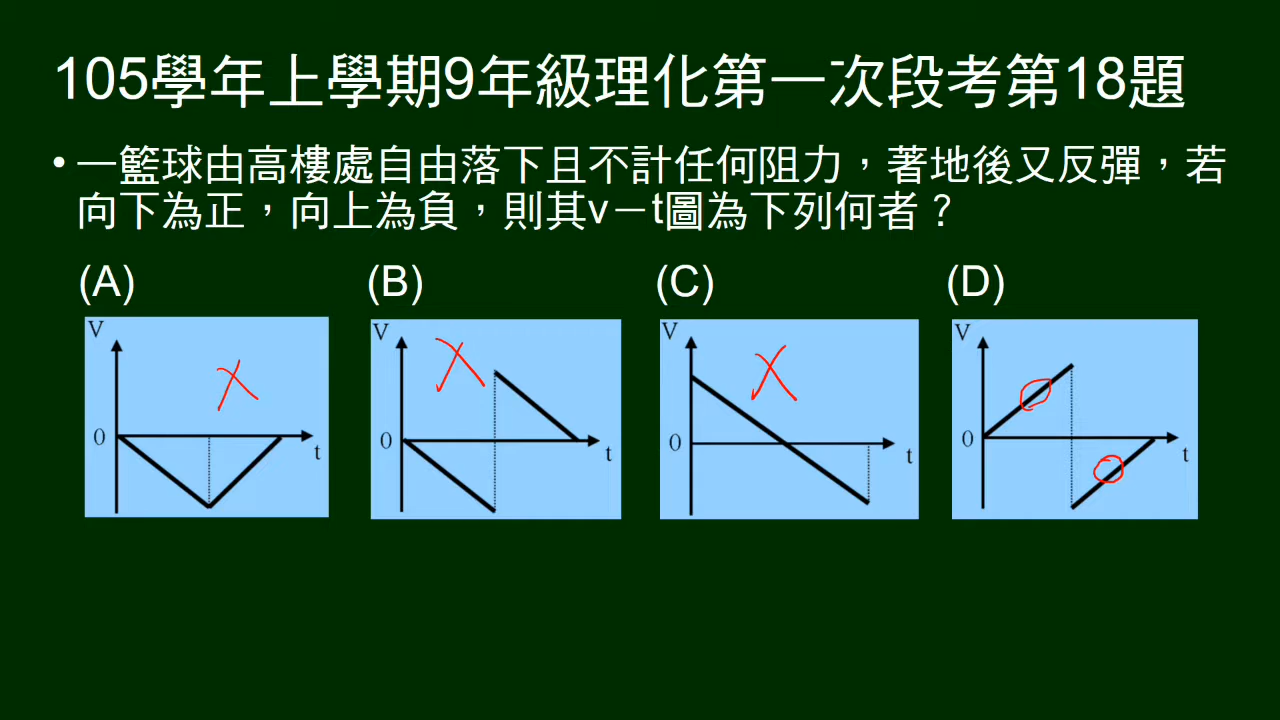 105學年上學期9年級理化第一次段考第18題
• 一籃球由高樓處自由落下且不計任何阻力，著地後又反彈，若
向下為正，向上為負，則其v－t圖為下列何者？
(A) (B) (C) (D)
V V V V
0 0 0 0
t t t t